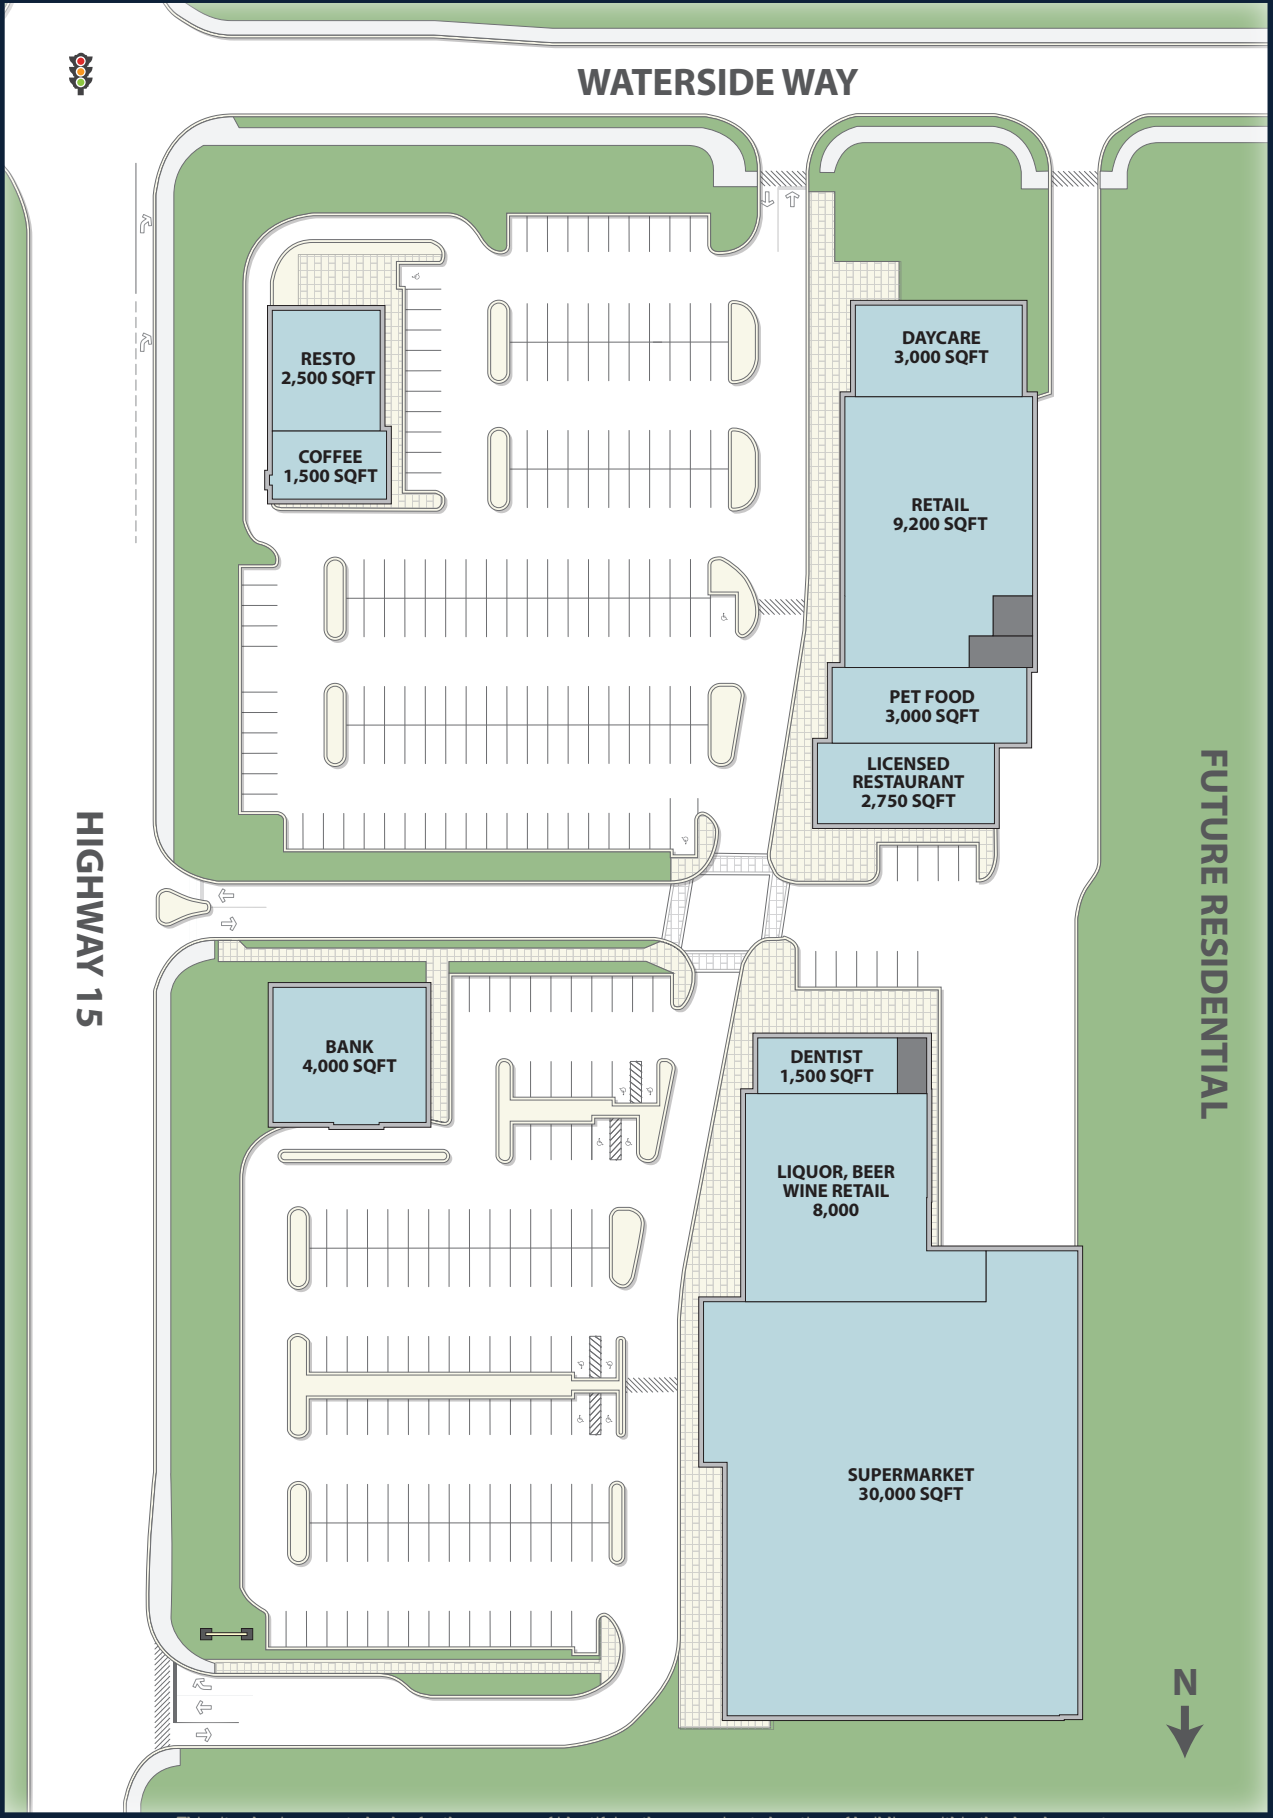 WATERSIDE WAY
DAYCARE
3,000 SQFT
RESTO
2,500 SQFT
COFFEE
1,500 SQFT
RETAIL
9,200 SQFT
PET FOOD
3,000 SQFT
LICENSED
RESTAURANT
2,750 SQFT
HIGHWAY 15
FUTURE RESIDENTIAL
BANK
4,000 SQFT
DENTIST
1,500 SQFT
LIQUOR, BEER
WINE RETAIL
8,000
SUPERMARKET
30,000 SQFT
N